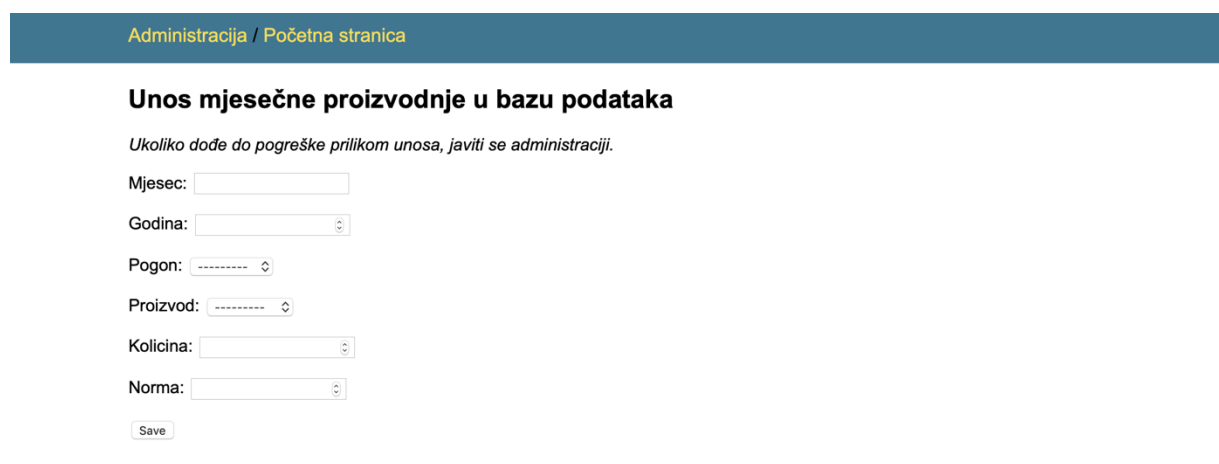 Administracija / Početna stranica
Unos mjesečne proizvodnje u bazu podataka
Ukoliko dođe do pogreške prilikom unosa, javiti se administraciji.
Mjesec:
Godina:
Pogon: ---------
Proizvod: ---------
Kolicina:
Norma:
Save